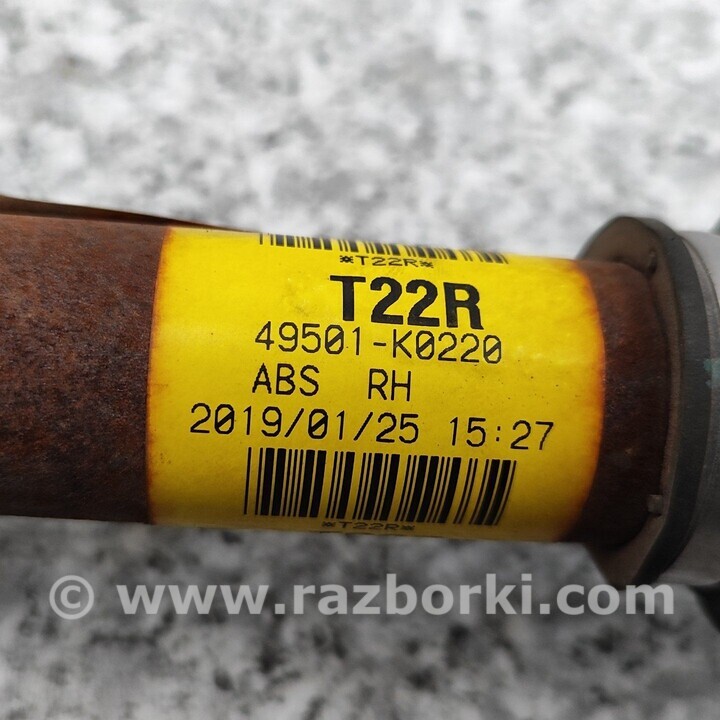 *T22R*
T22R
49501-K0220
ABS RH
2019/01/25 15:27
*T22R*
© www.razborki.com